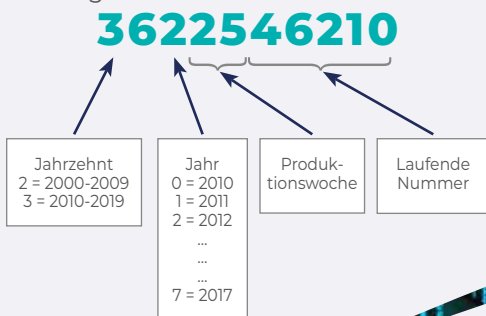 3622546210
Jahrzehnt
2 = 2000-2009
3 = 2010-2019
Jahr
0 = 2010
1 = 2011
2 = 2012
...
...
...
7 = 2017
Produk-
tionswoche
Laufende
Nummer